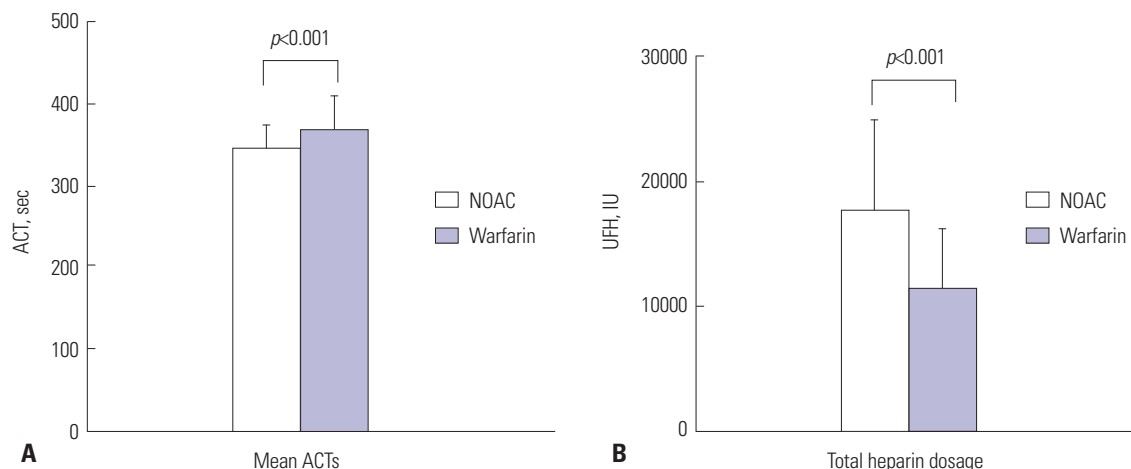 500
400
300
200
100
0
ACT, sec
p<0.001
NOAC
Warfarin
A
Mean ACTs
30000
20000
10000
0
UFH, IU
p<0.001
NOAC
Warfarin
B
Total heparin dosage